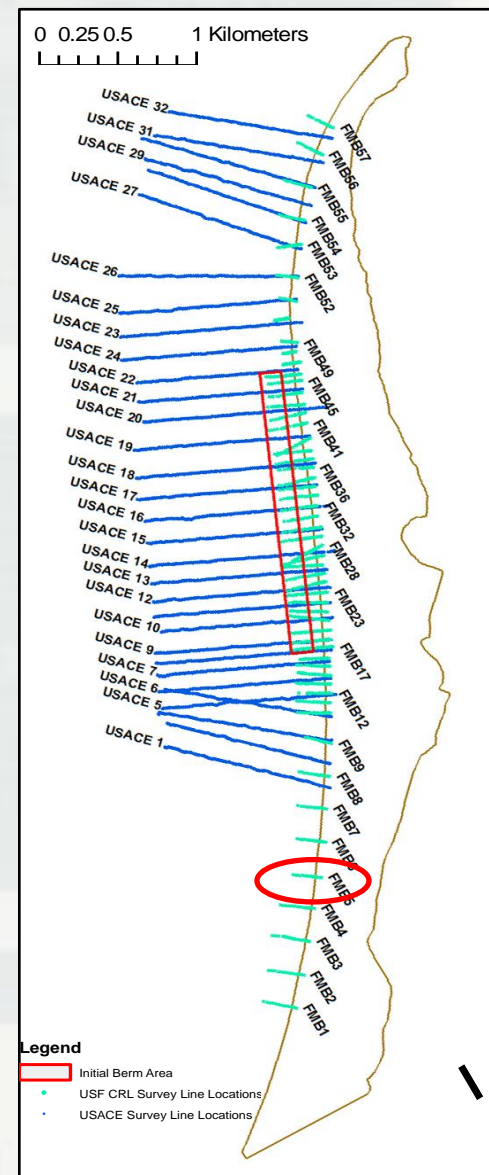 0 0.25 0.5 1 Kilometers
USACE 32
USACE 31
USACE 29
USACE 27
USACE 26
USACE 25
USACE 23
USACE 24
USACE 22
USACE 21
USACE 20
USACE 19
USACE 18
USACE 17
USACE 16
USACE 15
USACE 14
USACE 13
USACE 12
USACE 10
USACE 9
USACE 7
USACE 6
USACE 5
USACE 1
FMB57
FMB56
FMB55
FMB54
FMB53
FMB52
FMB49
FMB45
FMB41
FMB36
FMB32
FMB28
FMB23
FMB17
FMB12
FMB9
FMB8
FMB7
FMB6
FMB5
FMB4
FMB3
FMB2
FMB1
Legend
Initial Berm Area
USF CRL Survey Line Locations
USACE Survey Line Locations